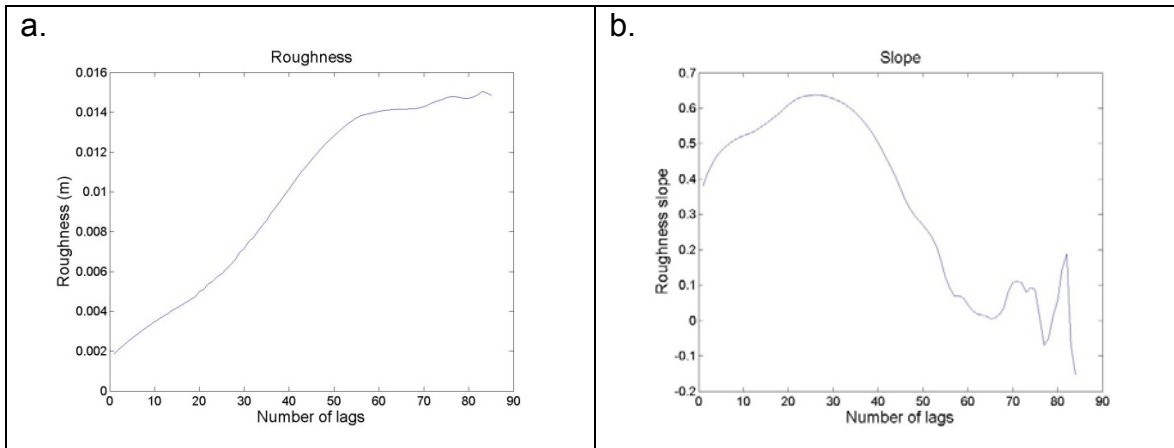 a.
Roughness
0.016
0.014
0.012
0.01
0.008
0.006
0.004
0.002
0
Roughness (m)
0 10 20 30 40 50 60 70 80 90
Number of lags
b.
Slope
0.7
0.6
0.5
0.4
0.3
0.2
0.1
0
-0.1
-0.2
Roughness slope
0 10 20 30 40 50 60 70 80 90
Number of lags